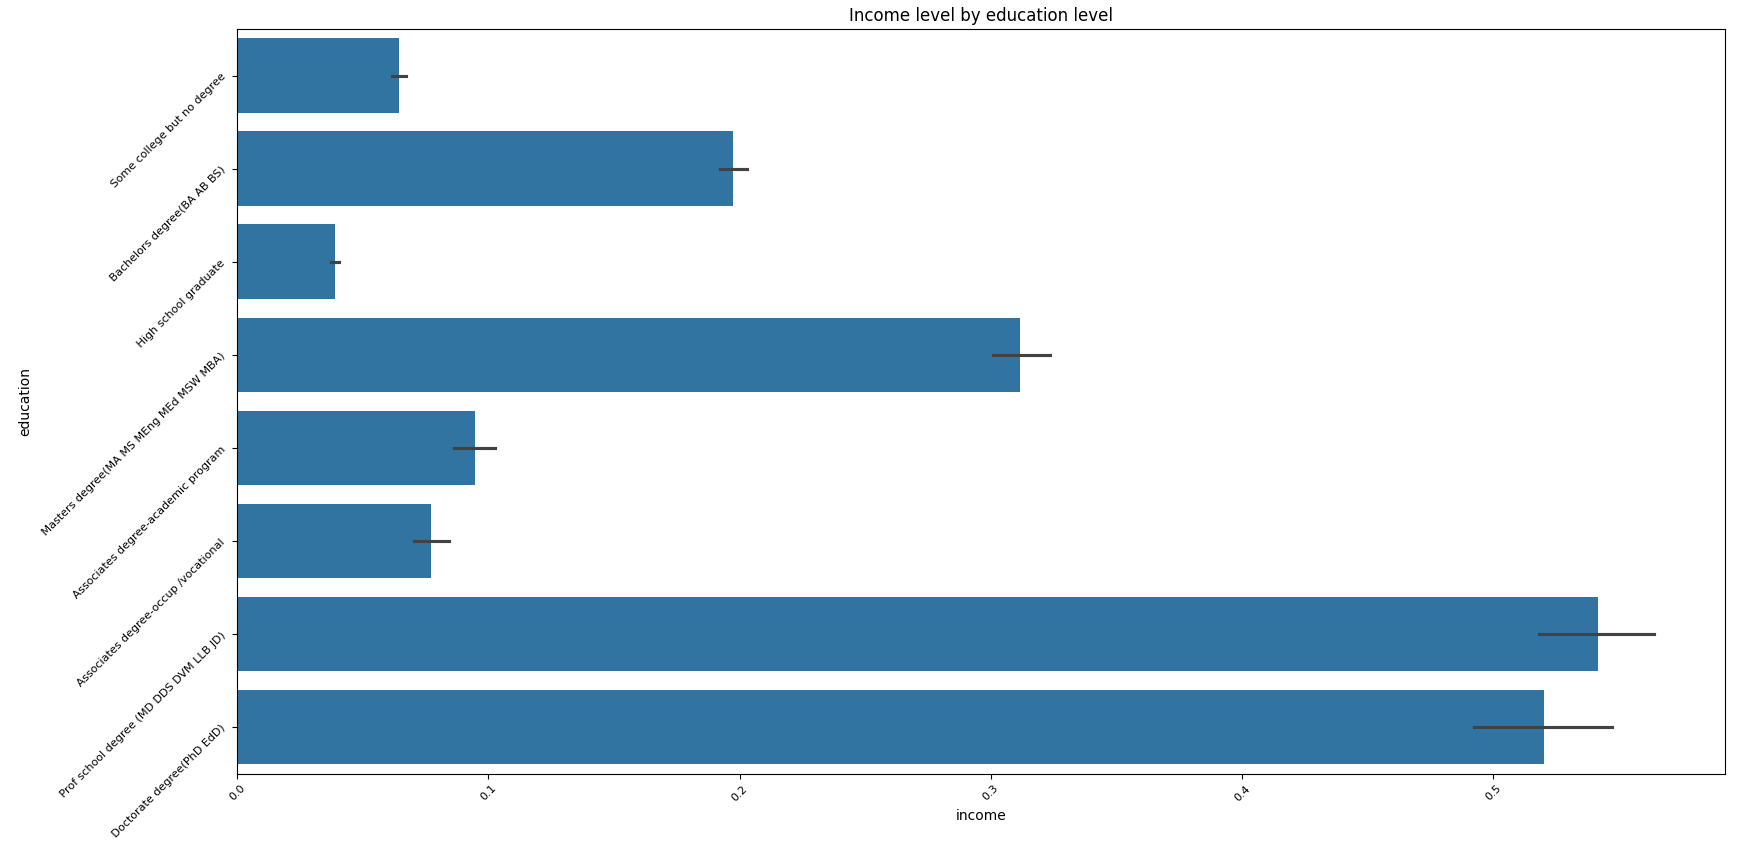 Income level by education level
education
Some college but no degree
Bachelors degree(BA AB BS)
High school graduate
Masters degree(MA MS MEng MEd MSW MBA)
Associates degree-academic program
Associates degree-occup /vocational
Prof school degree (MD DDS DVM LLB JD)
Doctorate degree(PhD EdD)
0.0
0.1
0.2
0.3
0.4
0.5
income